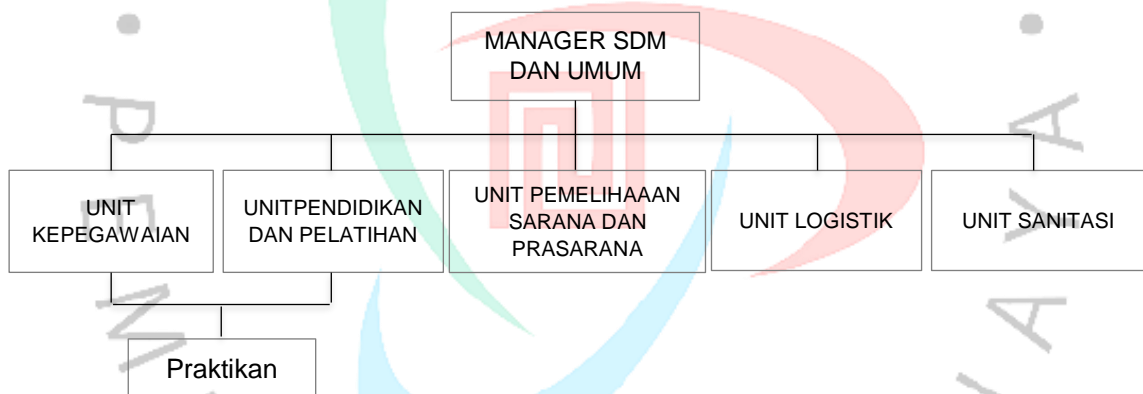 MANAGER SDM
DAN UMUM
UNIT
KEPEGAWAIAN
UNITPENDIDIKAN
DAN PELATIHAN
UNIT PEMELIHAAAN
SARANA DAN
PRASARANA
UNIT LOGISTIK
UNIT SANITASI
Praktikan